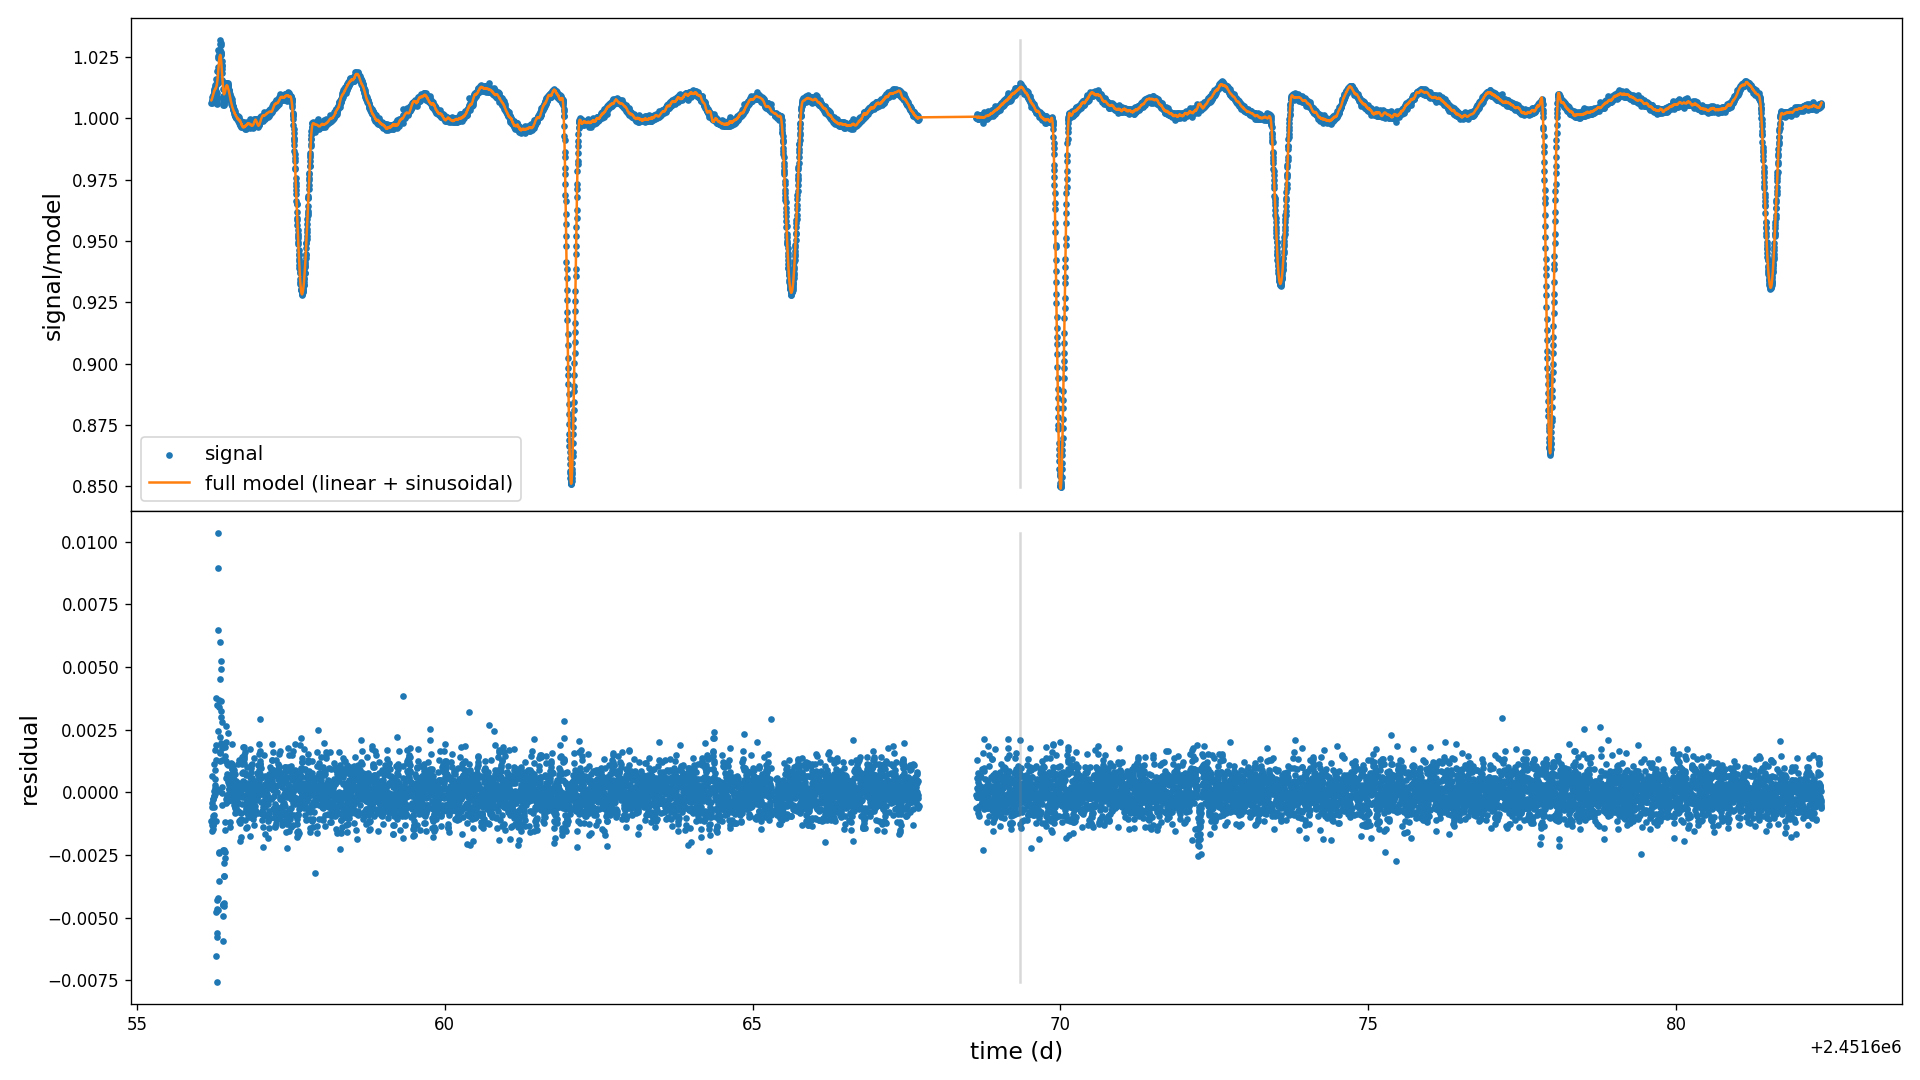 1.025
1.000
0.975
0.950
0.925
0.900
0.875
0.850
signal/model
signal
full model (linear + sinusoidal)
0.0100
0.0075
0.0050
0.0025
0.0000
−0.0025
−0.0050
−0.0075
residual
55 60 65 70 75 80
time (d)
+2.4516e6